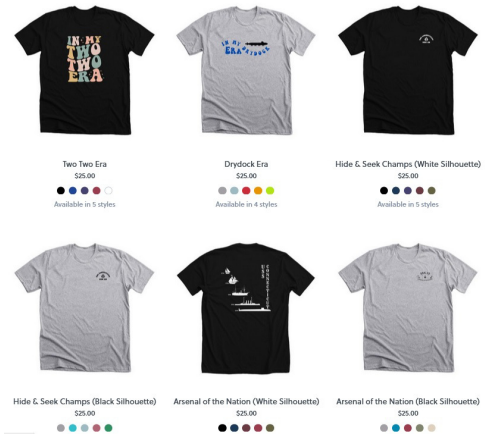 IN MY
TWO
TWO
ERA
IN MY
ERA
DRYDOCK
Two Two Era
$25.00
Available in 5 styles
Drydock Era
$25.00
Available in 4 styles
Hide & Seek Champs (White Silhouette)
$25.00
Available in 5 styles
USS
CONNECTICUT
Hide & Seek Champs (Black Silhouette)
$25.00
Arsenal of the Nation (White Silhouette)
$25.00
Arsenal of the Nation (Black Silhouette)
$25.00